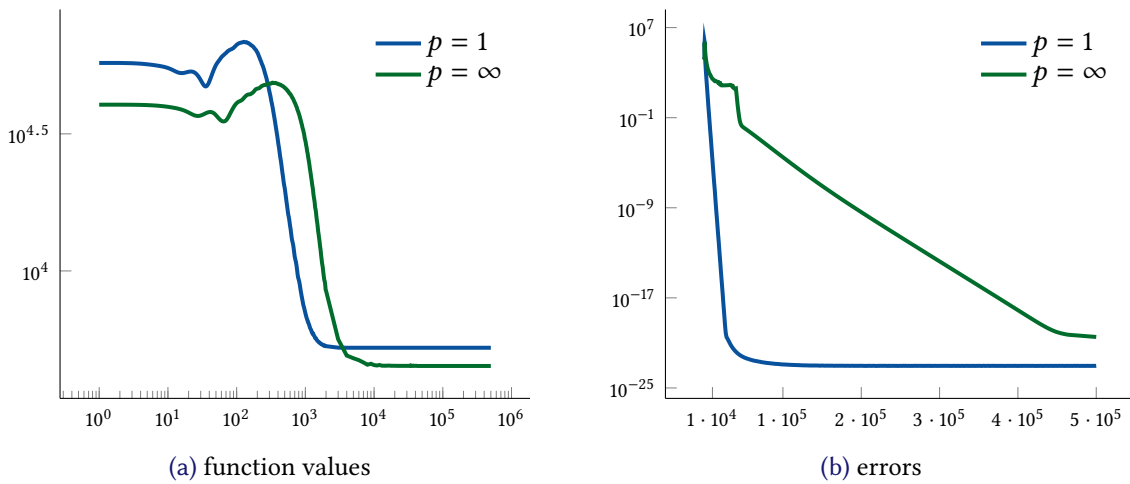 p = 1
p = ∞
10^4.5
10^4
10^0 10^1 10^2 10^3 10^4 10^5 10^6
(a) function values
p = 1
p = ∞
10^7
10^−1
10^−9
10^−17
10^−25
1 · 10^4 1 · 10^5 2 · 10^5 3 · 10^5 4 · 10^5 5 · 10^5
(b) errors